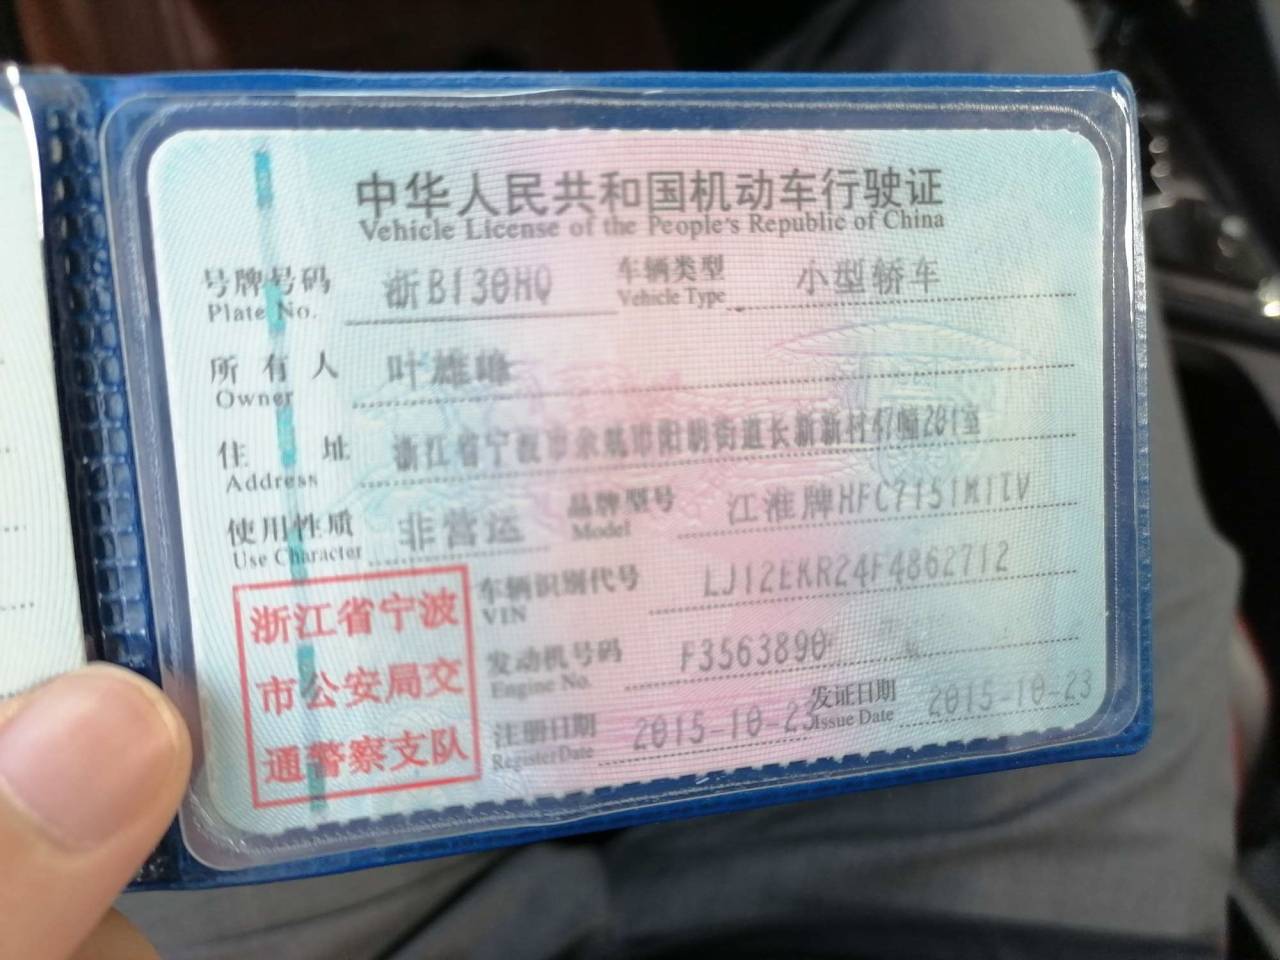 中华人民共和国机动车行驶证
Vehicle License of the People's Republic of China
号牌号码 浙B130HQ 车辆类型 小型轿车
Plate No. Vehicle Type
所有人 叶雄峰
Owner
住址 浙江省宁波市余姚市阳明街道长新新村47幢201室
Address
使用性质 非营运 品牌型号 江淮牌HFC7151M1IV
Use Character Model
车辆识别代号 LJ12EKR24F4862712
VIN
发动机号码 F3563890
Engine No.
注册日期 2015-10-23 发证日期 2015-10-23
Register Date Issue Date
浙江省宁波
市公安局交
通警察支队